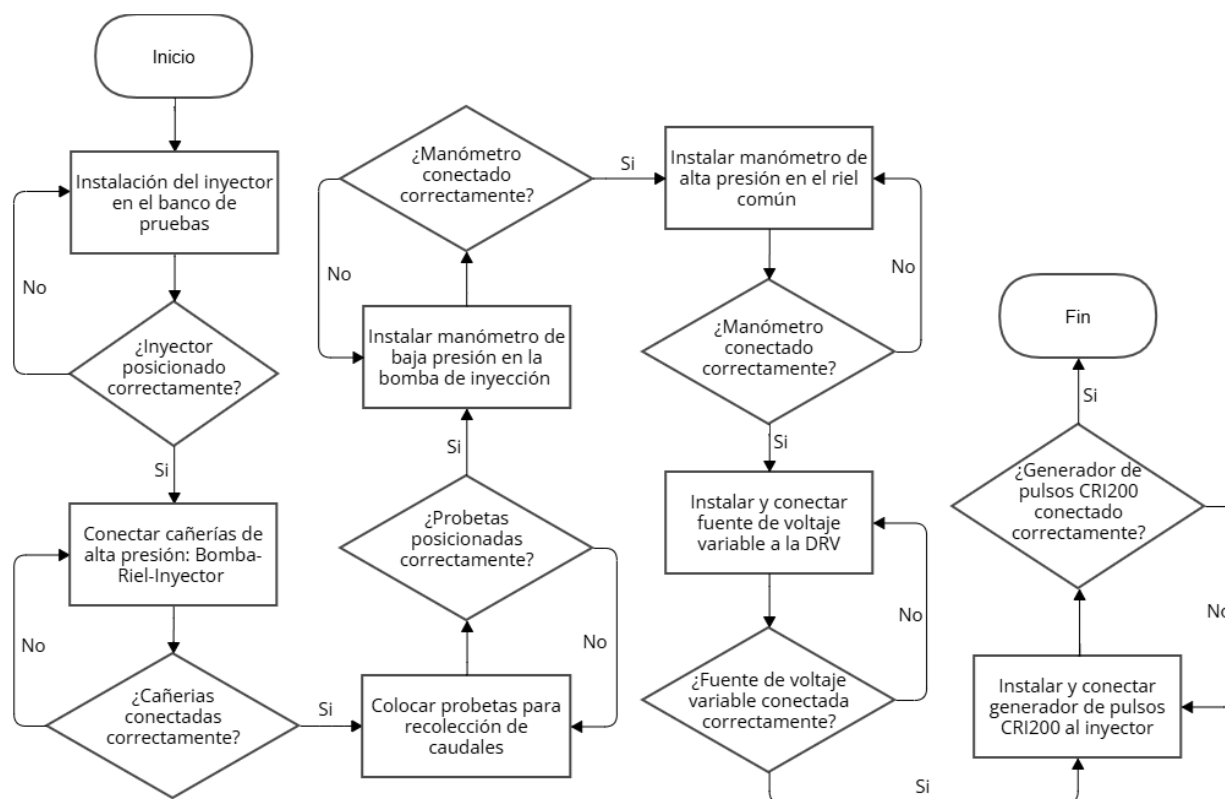 Inicio
Instalación del inyector
en el banco de
pruebas
No
¿Inyector
posicionado
correctamente?
Si
Conectar cañerías de
alta presión: Bomba-
Riel-Inyector
No
¿Cañerias
conectadas
correctamente?
Si
Colocar probetas para
recolección de
caudales
No
¿Probetas
posicionadas
correctamente?
Si
Instalar manómetro de
baja presión en la
bomba de inyección
No
¿Manómetro
conectado
correctamente?
Si
Instalar manómetro de
alta presión en el riel
común
No
¿Manómetro
conectado
correctamente?
Si
Instalar y conectar
fuente de voltaje
variable a la DRV
No
¿Fuente de voltaje
variable conectada
correctamente?
Si
Instalar y conectar
generador de pulsos
CRI200 al inyector
No
¿Generador de
pulsos CRI200
conectado
correctamente?
Si
Fin